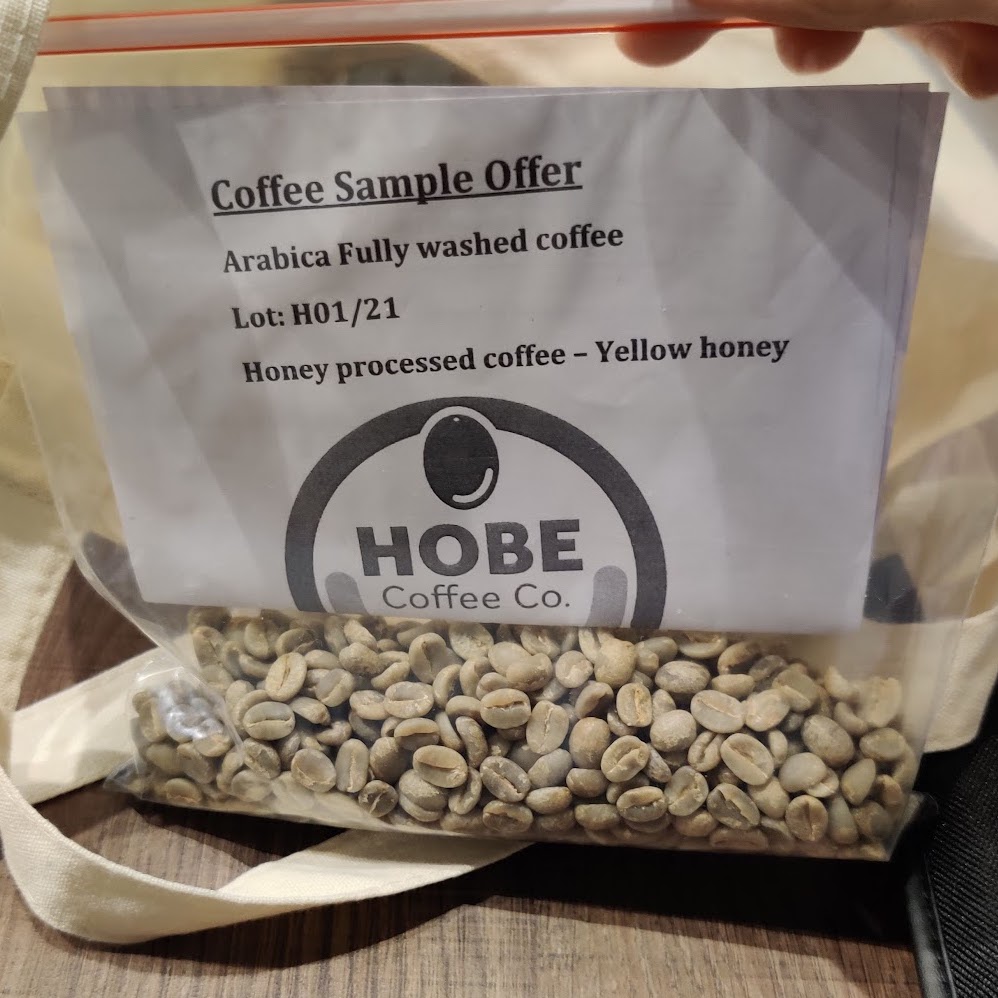 Coffee Sample Offer
Arabica Fully washed coffee
Lot: H01/21
Honey processed coffee – Yellow honey
HOBE
Coffee Co.